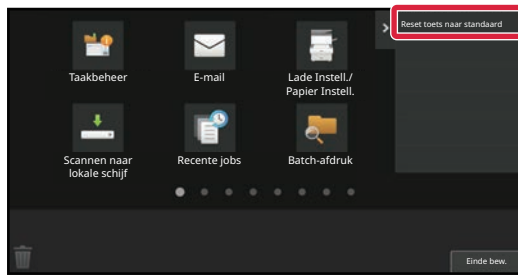 Reset toets naar standaard
Taakbeheer
E-mail
Lade Instell./
Papier Instell.
Scannen naar
lokale schijf
Recente jobs
Batch-afdruk
Einde bew.